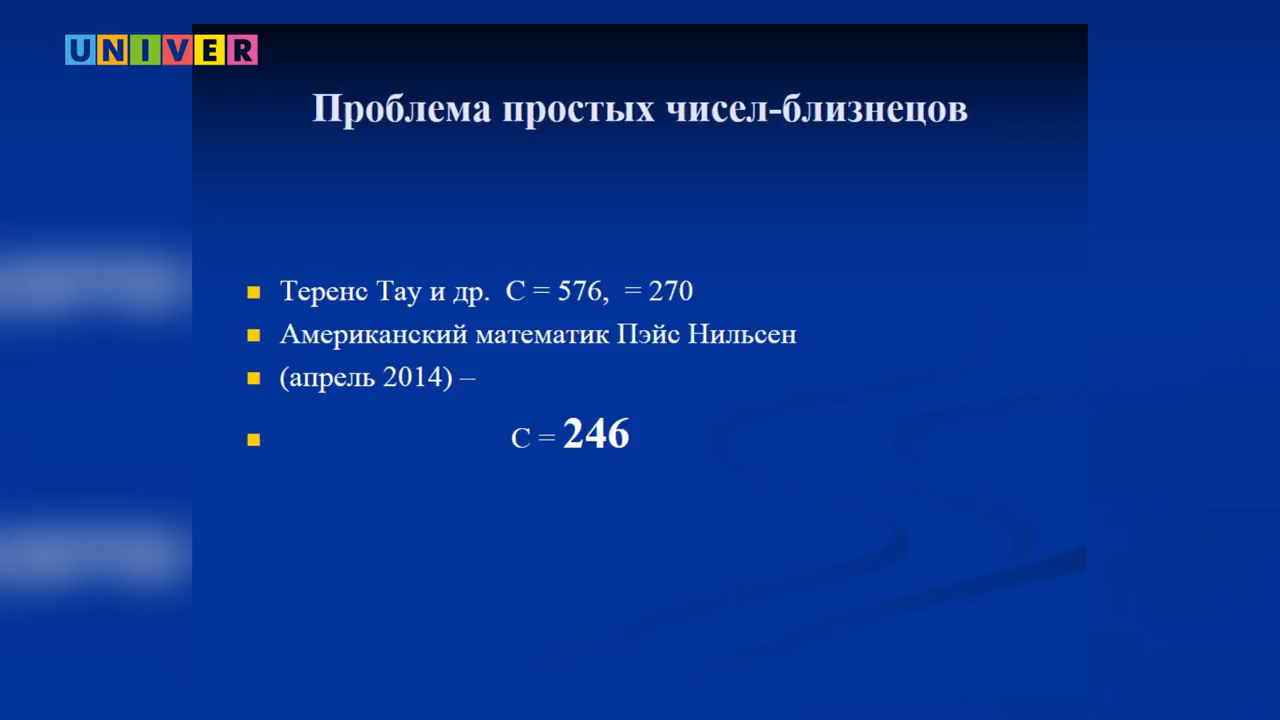 UNIVER
Проблема простых чисел-близнецов
Теренс Тау и др.  C = 576,  = 270
Американский математик Пэйс Нильсен
(апрель 2014) –
C = 246